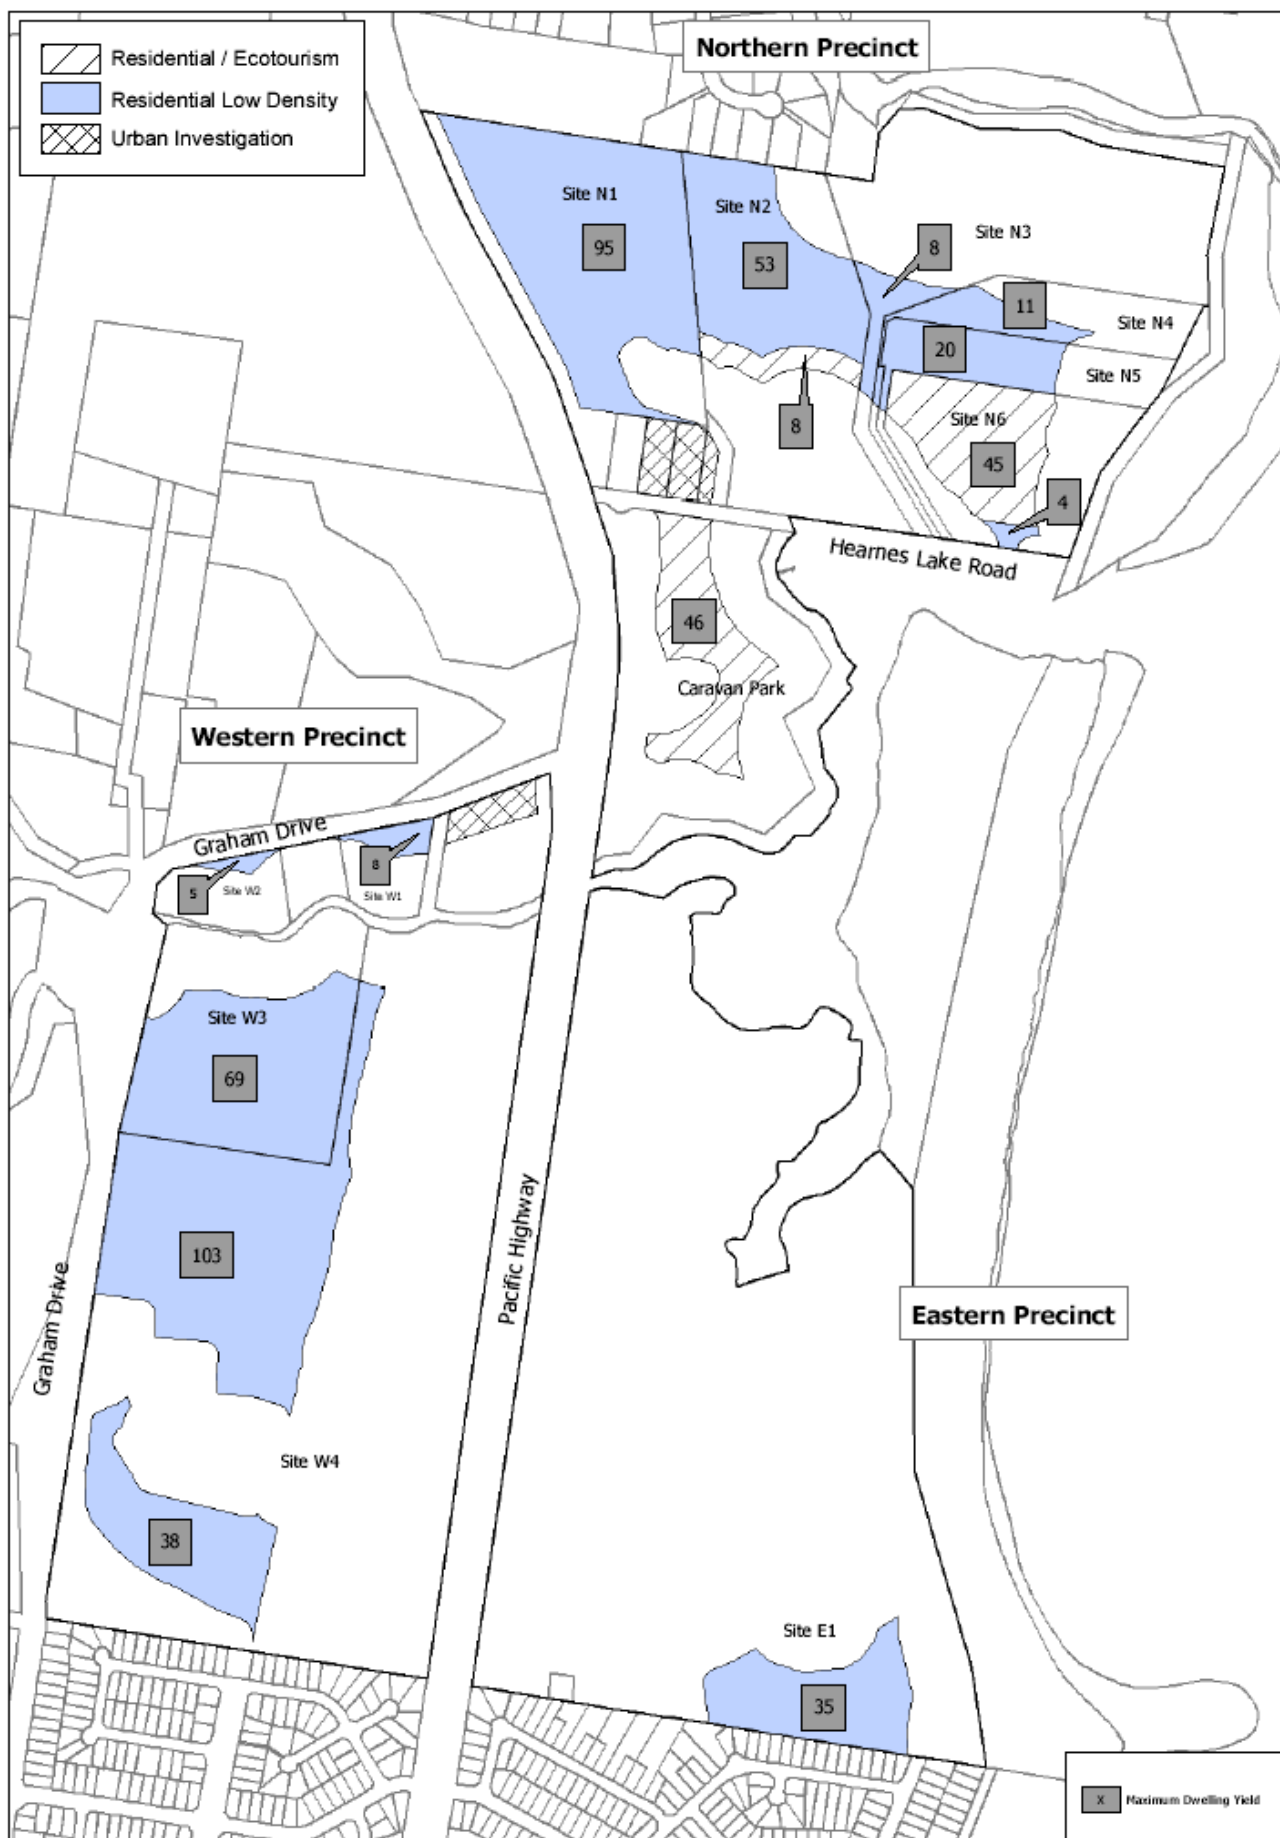 Residential / Ecotourism
Residential Low Density
Urban Investigation
Northern Precinct
Site N1
95
Site N2
53
Site N3
8
11
Site N4
20
Site N5
8
Site N6
45
4
Hearnes Lake Road
46
Caravan Park
Western Precinct
Graham Drive
8
5
Site W2
Site W1
Site W3
69
103
Pacific Highway
Graham Drive
Eastern Precinct
Site W4
38
Site E1
35
X
Maximum Dwelling Yield